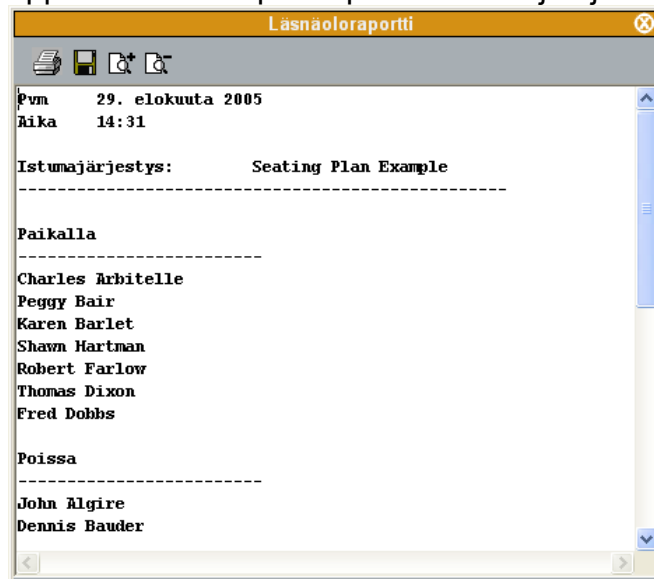 Läsnäoloraportti
Pvm 29. elokuuta 2005
Aika 14:31
Istumajärjestys: Seating Plan Example
--------------------------------------------------
Paikalla
-------------------------
Charles Arbitelle
Peggy Bair
Karen Barlet
Shawn Hartman
Robert Farlow
Thomas Dixon
Fred Dobbs
Poissa
-------------------------
John Algire
Dennis Bauder